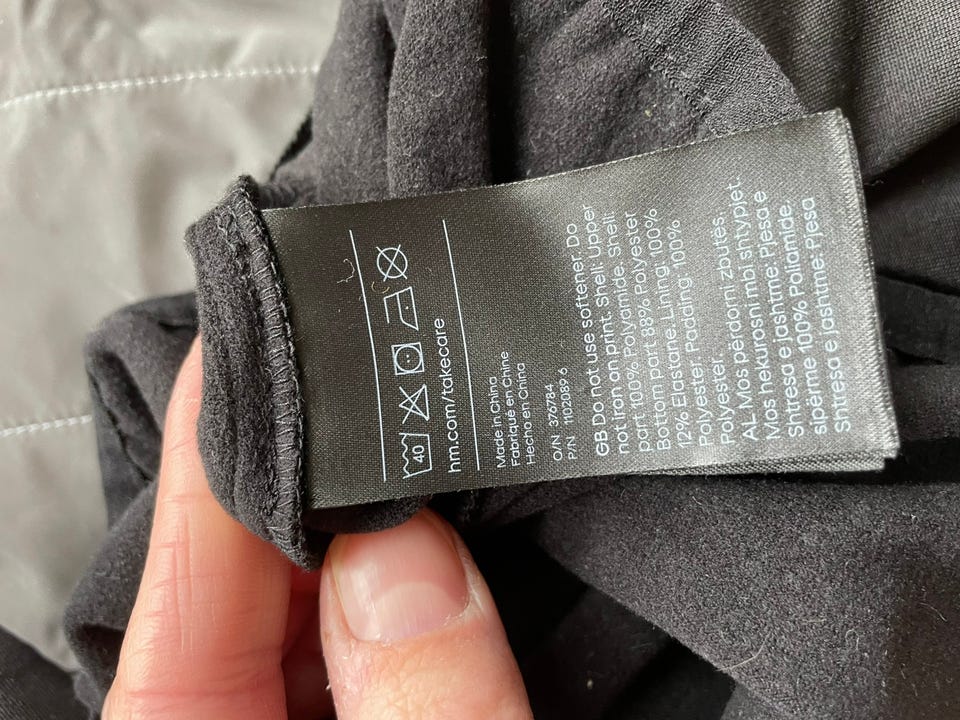 40
hm.com/takecare
Made in China
Fabriqué en Chine
Hecho en China
O/N 376784
P/N 1102089 6
GB Do not use softener. Do
not iron on print. Shell: Upper
part 100% Polyamide. Shell:
Bottom part 88% Polyester
12% Elastane. Lining: 100%
Polyester. Padding: 100%
Polyester.
AL Mos përdorni zbutës.
Mos hekurosni mbi shtypjet.
Shtresa e jashtme: Pjesa e
sipërme 100% Poliamide.
Shtresa e jashtme: Pjesa